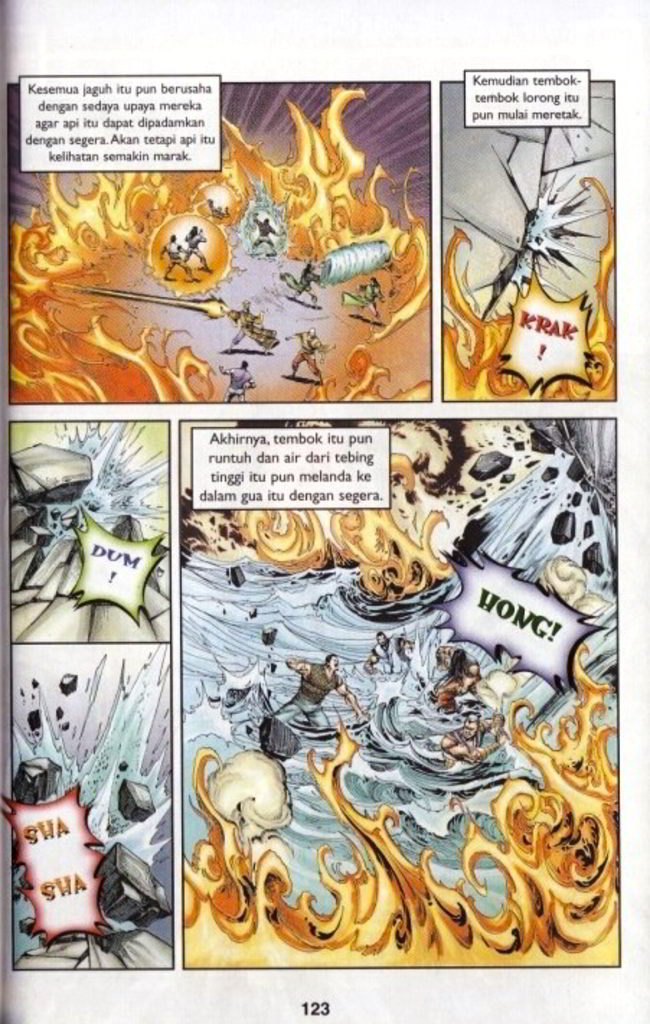 Kesemua jaguh itu pun berusaha
dengan sedaya upaya mereka
agar api itu dapat dipadamkan
dengan segera. Akan tetapi api itu
kelihatan semakin marak.
Kemudian tembok-
tembok lorong itu
pun mulai meretak.
KRAK
!
DUM
!
SHA
SHA
Akhirnya, tembok itu pun
runtuh dan air dari tebing
tinggi itu pun melanda ke
dalam gua itu dengan segera.
HONG!
123